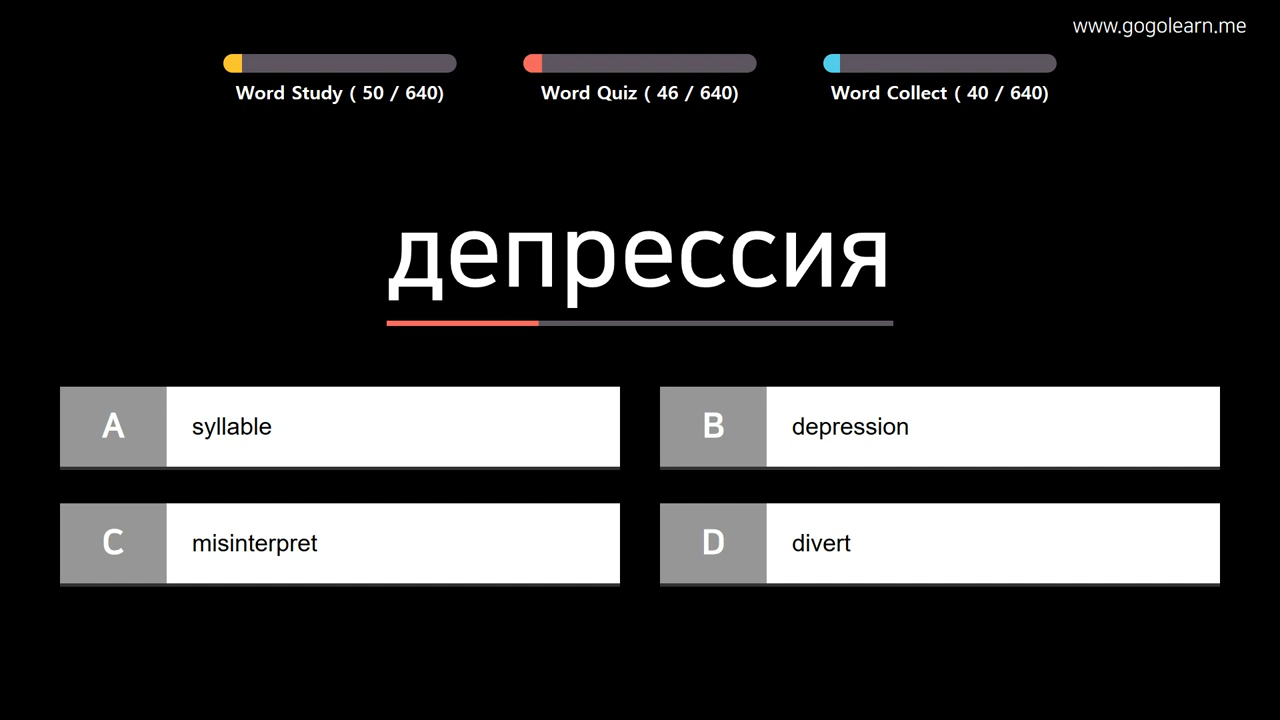 www.gogolearn.me
Word Study ( 50 / 640)
Word Quiz ( 46 / 640)
Word Collect ( 40 / 640)
депрессия
A syllable
B depression
C misinterpret
D divert